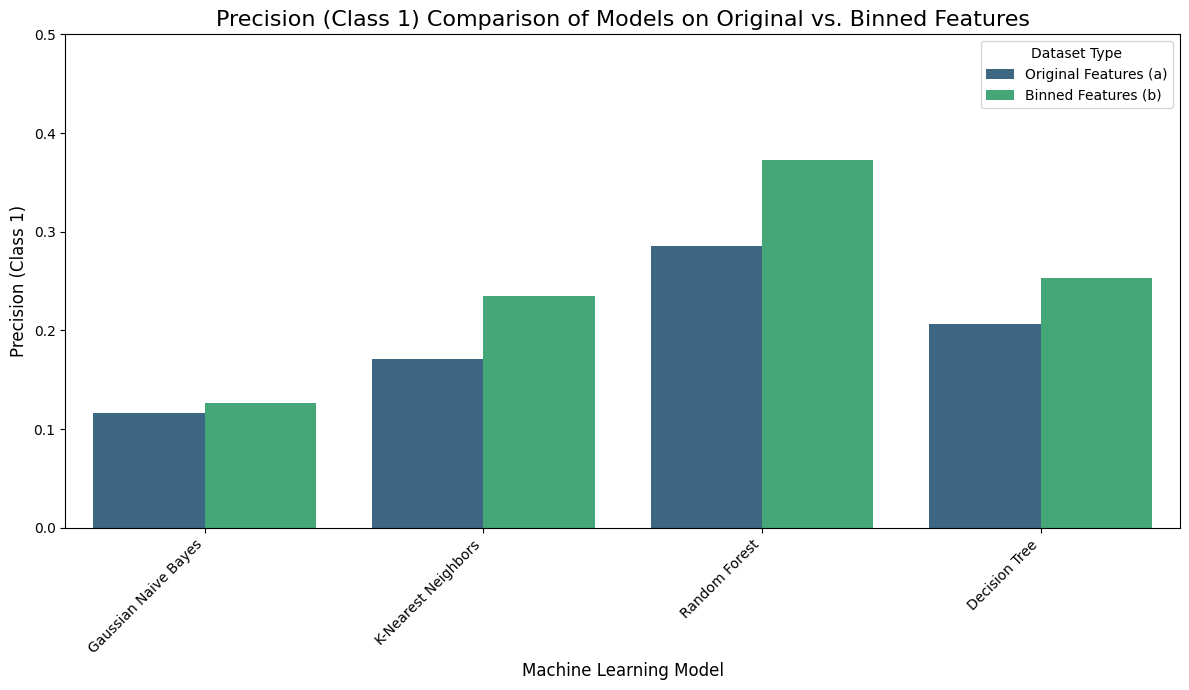 Precision (Class 1) Comparison of Models on Original vs. Binned Features
Dataset Type
Original Features (a)
Binned Features (b)
Precision (Class 1)
0.5
0.4
0.3
0.2
0.1
0.0
Gaussian Naive Bayes
K-Nearest Neighbors
Random Forest
Decision Tree
Machine Learning Model